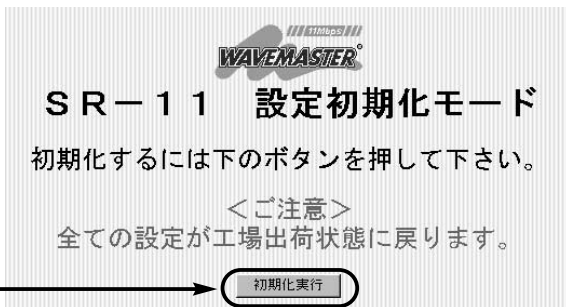 11Mbps
WAVEMASTER®
ＳＲ－１１　設定初期化モード
初期化するには下のボタンを押して下さい。
＜ご注意＞
全ての設定が工場出荷状態に戻ります。
初期化実行